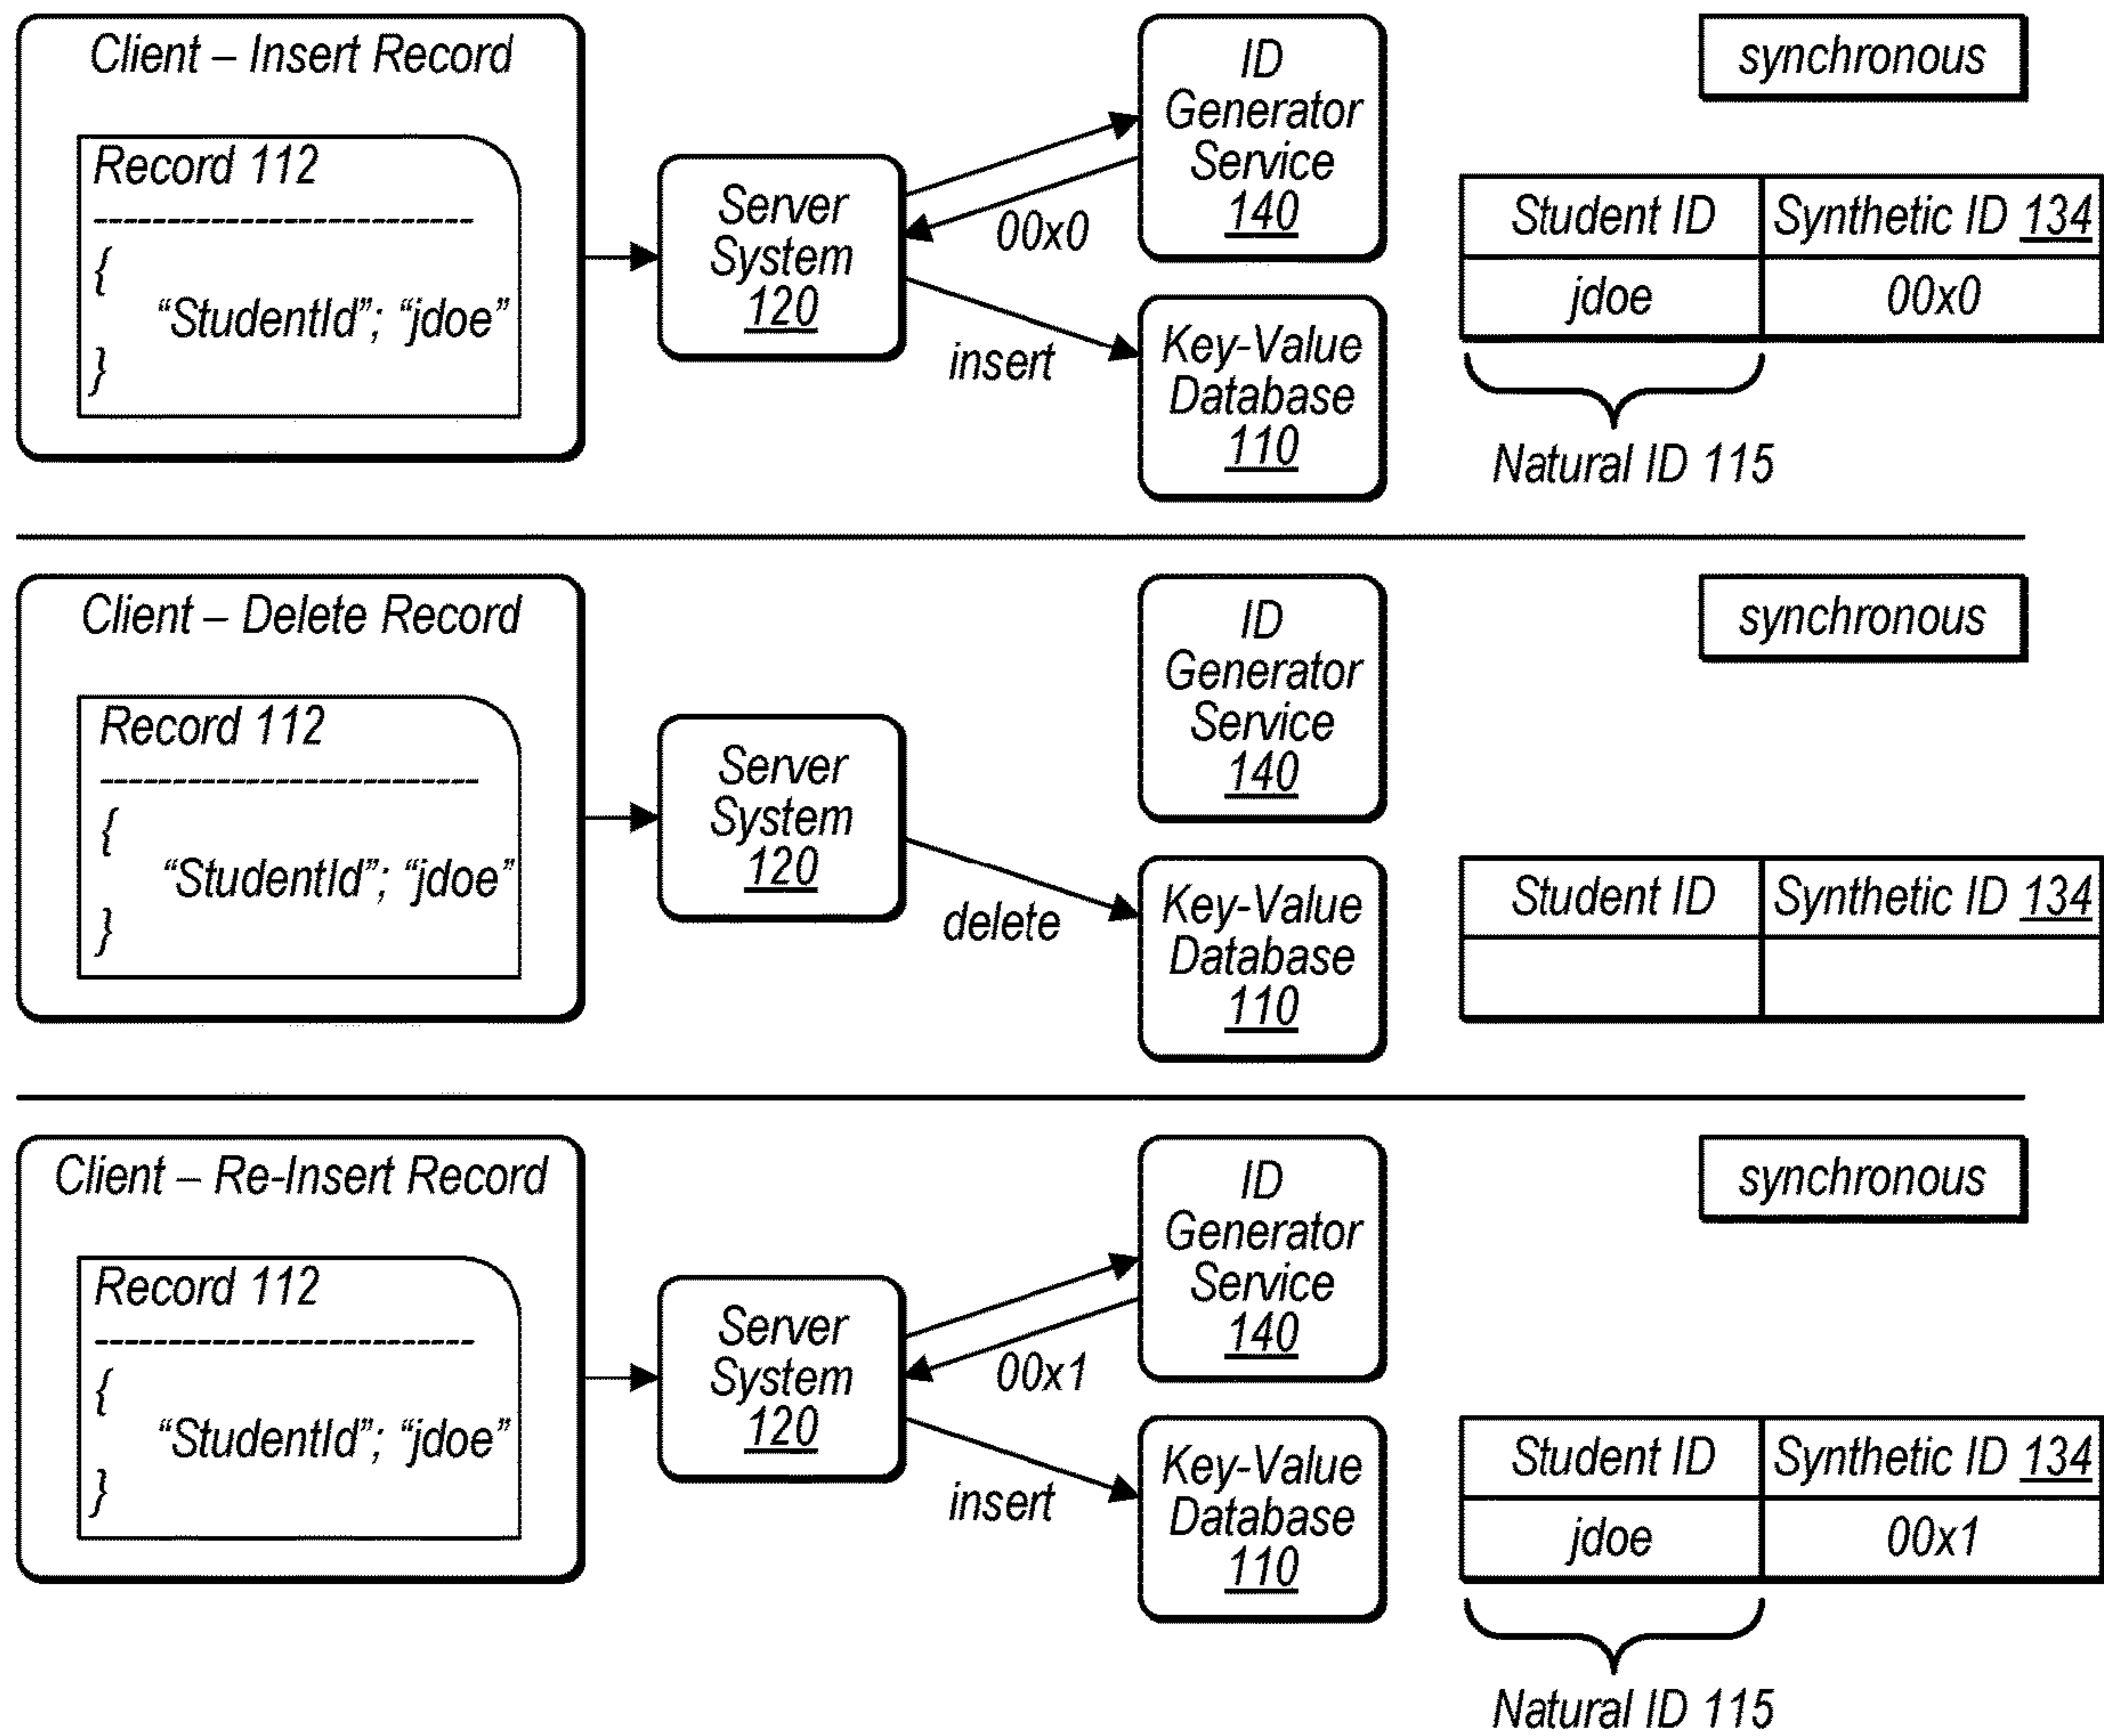 Client – Insert Record
Record 112
--------------------------
{
“StudentId”; “jdoe”
}
Server
System
120
ID
Generator
Service
140
00x0
insert
Key-Value
Database
110
synchronous
Student ID Synthetic ID 134
jdoe 00x0
Natural ID 115
Client – Delete Record
Record 112
--------------------------
{
“StudentId”; “jdoe”
}
Server
System
120
ID
Generator
Service
140
delete
Key-Value
Database
110
synchronous
Student ID Synthetic ID 134
Client – Re-Insert Record
Record 112
--------------------------
{
“StudentId”; “jdoe”
}
Server
System
120
ID
Generator
Service
140
00x1
insert
Key-Value
Database
110
synchronous
Student ID Synthetic ID 134
jdoe 00x1
Natural ID 115